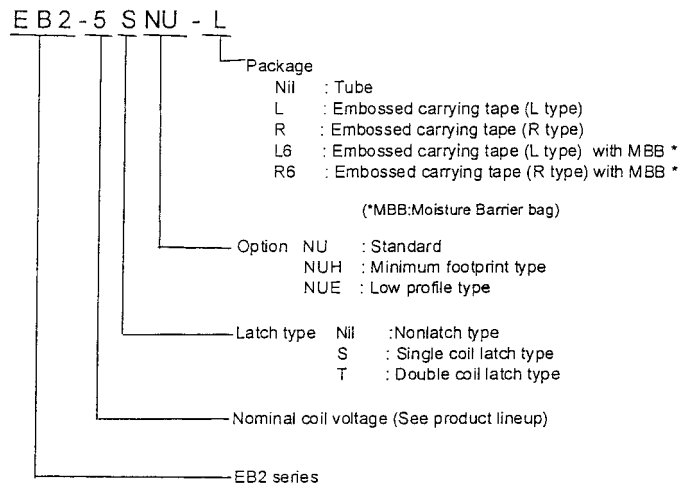 EB2-5SNU-L
Package
Nil : Tube
L : Embossed carrying tape (L type)
R : Embossed carrying tape (R type)
L6 : Embossed carrying tape (L type) with MBB *
R6 : Embossed carrying tape (R type) with MBB *
(*MBB:Moisture Barrier bag)
Option NU : Standard
NUH : Minimum footprint type
NUE : Low profile type
Latch type Nil :Nonlatch type
S : Single coil latch type
T : Double coil latch type
Nominal coil voltage (See product lineup)
EB2 series